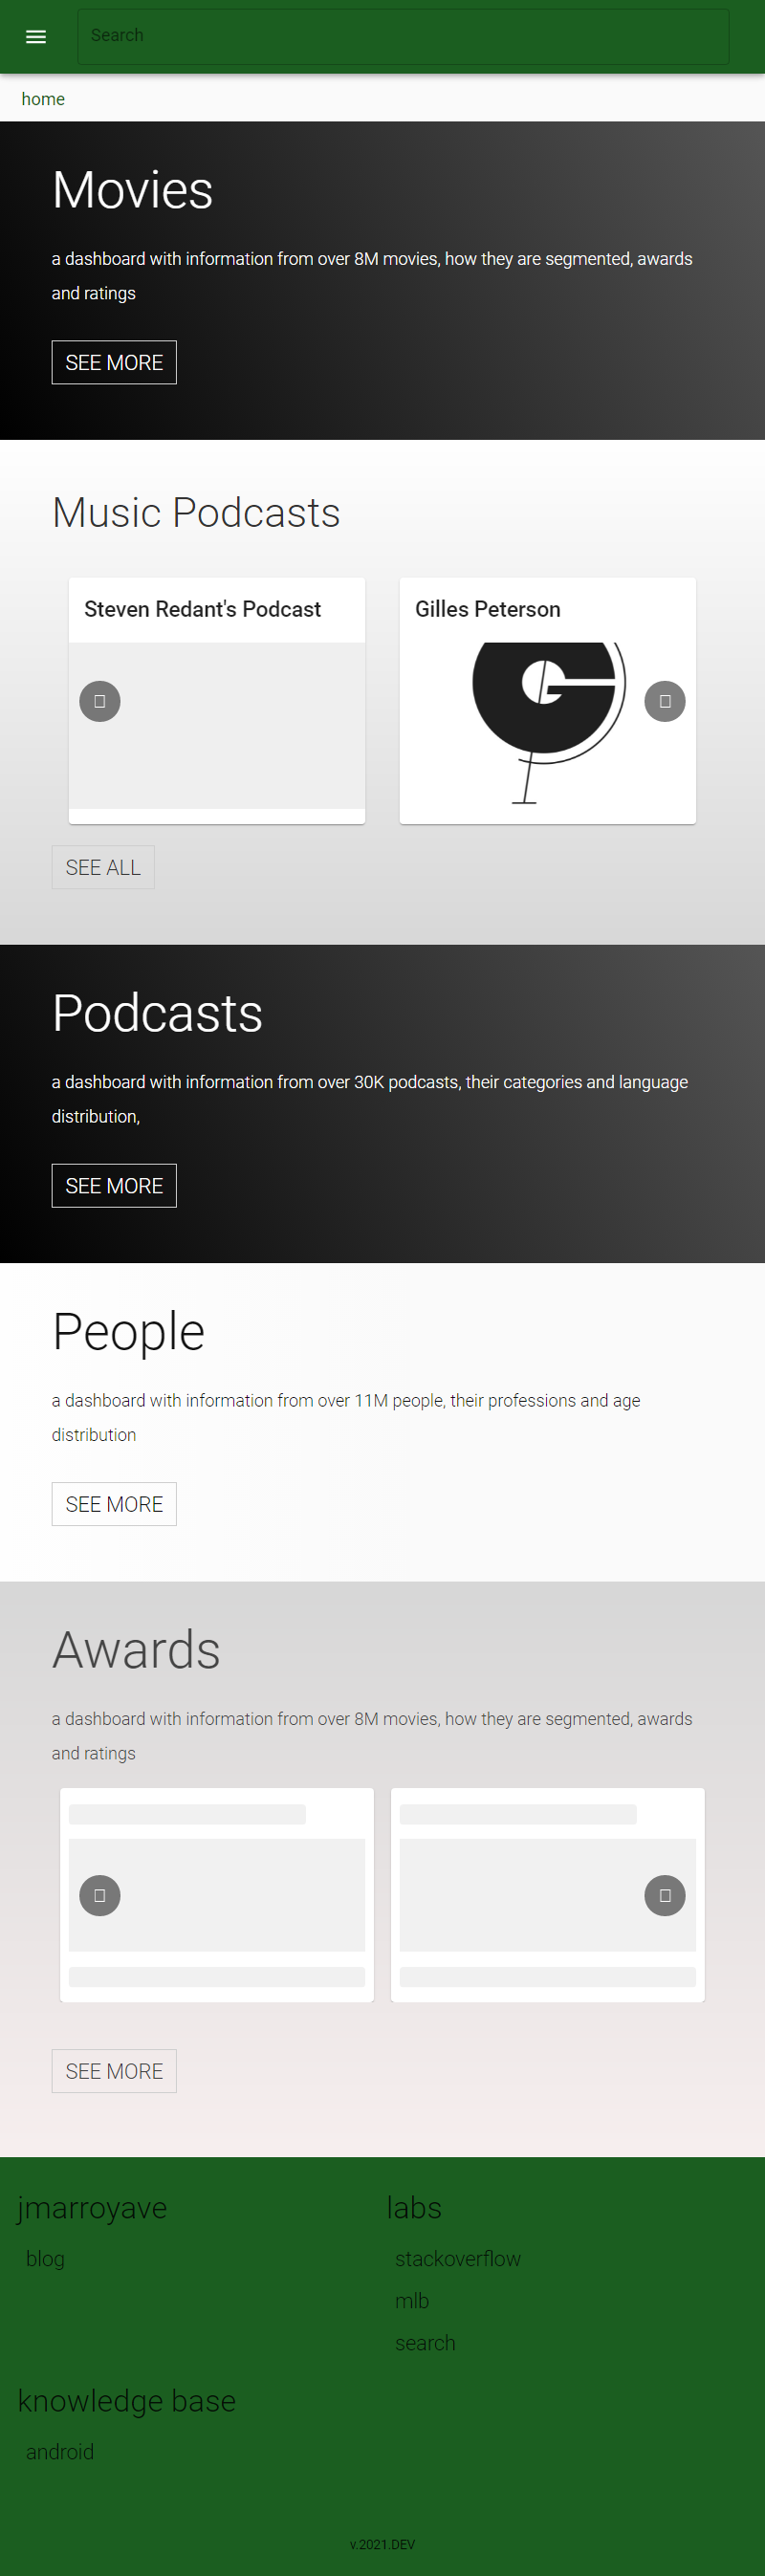 Search
home
Movies
a dashboard with information from over 8M movies, how they are segmented, awards
and ratings
SEE MORE
Music Podcasts
Steven Redant's Podcast
Gilles Peterson
SEE ALL
Podcasts
a dashboard with information from over 30K podcasts, their categories and language
distribution,
SEE MORE
People
a dashboard with information from over 11M people, their professions and age
distribution
SEE MORE
Awards
a dashboard with information from over 8M movies, how they are segmented, awards
and ratings
SEE MORE
jmarroyave
blog
labs
stackoverflow
mlb
search
knowledge base
android
v.2021.DEV